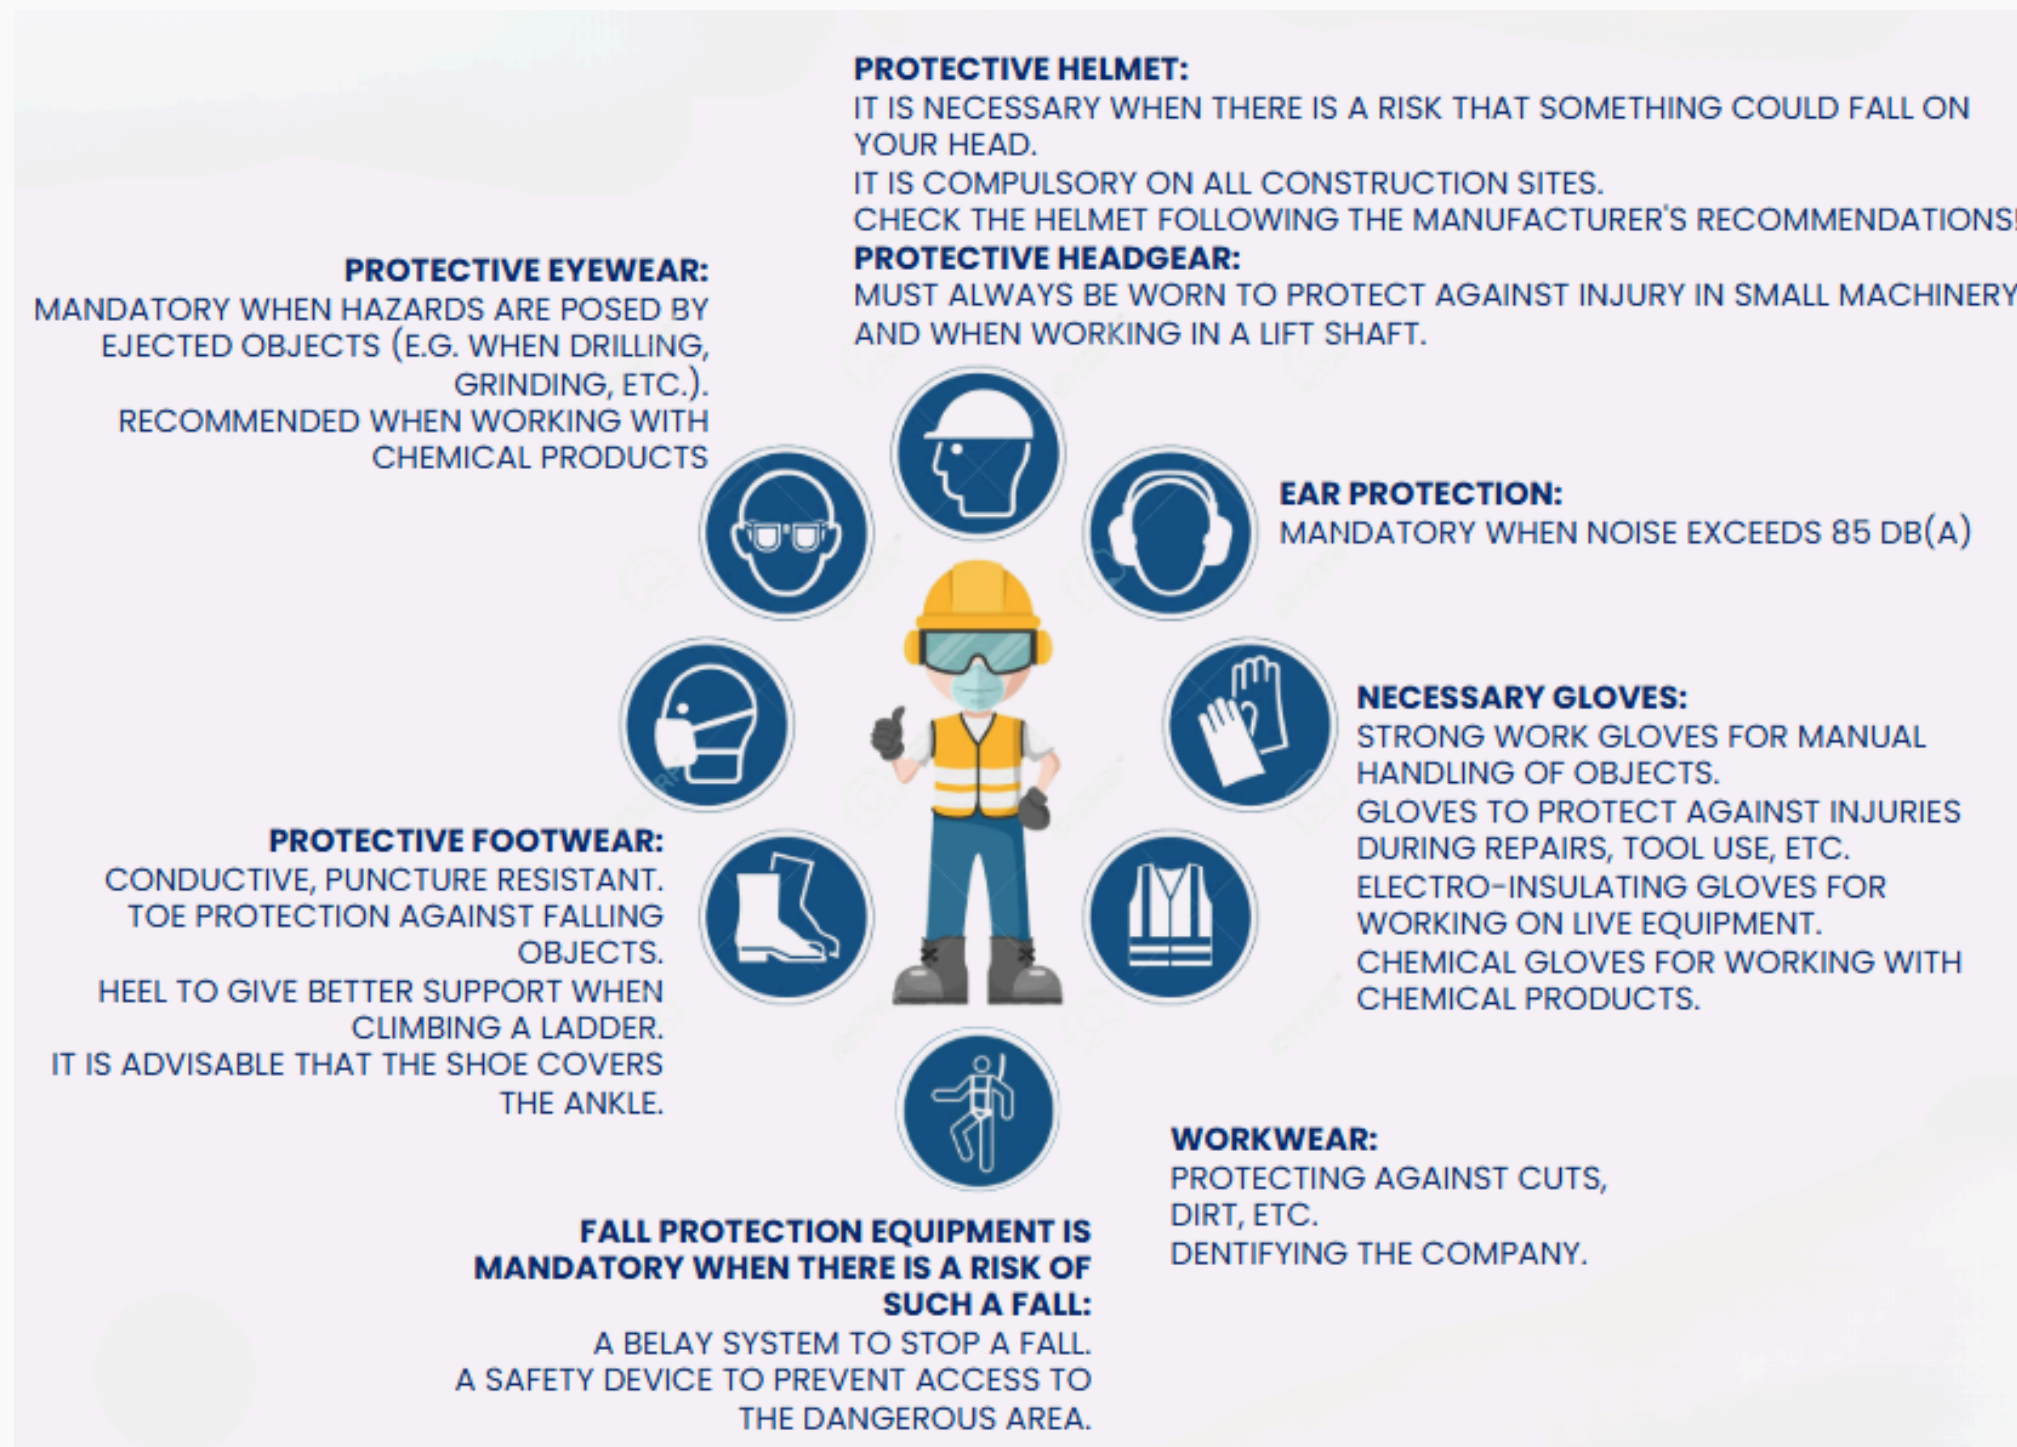 PROTECTIVE HELMET:
IT IS NECESSARY WHEN THERE IS A RISK THAT SOMETHING COULD FALL ON
YOUR HEAD.
IT IS COMPULSORY ON ALL CONSTRUCTION SITES.
CHECK THE HELMET FOLLOWING THE MANUFACTURER'S RECOMMENDATIONS!
PROTECTIVE HEADGEAR:
MUST ALWAYS BE WORN TO PROTECT AGAINST INJURY IN SMALL MACHINERY
AND WHEN WORKING IN A LIFT SHAFT.
PROTECTIVE EYEWEAR:
MANDATORY WHEN HAZARDS ARE POSED BY
EJECTED OBJECTS (E.G. WHEN DRILLING,
GRINDING, ETC.).
RECOMMENDED WHEN WORKING WITH
CHEMICAL PRODUCTS
EAR PROTECTION:
MANDATORY WHEN NOISE EXCEEDS 85 DB(A)
NECESSARY GLOVES:
STRONG WORK GLOVES FOR MANUAL
HANDLING OF OBJECTS.
GLOVES TO PROTECT AGAINST INJURIES
DURING REPAIRS, TOOL USE, ETC.
ELECTRO-INSULATING GLOVES FOR
WORKING ON LIVE EQUIPMENT.
CHEMICAL GLOVES FOR WORKING WITH
CHEMICAL PRODUCTS.
PROTECTIVE FOOTWEAR:
CONDUCTIVE, PUNCTURE RESISTANT.
TOE PROTECTION AGAINST FALLING
OBJECTS.
HEEL TO GIVE BETTER SUPPORT WHEN
CLIMBING A LADDER.
IT IS ADVISABLE THAT THE SHOE COVERS
THE ANKLE.
WORKWEAR:
PROTECTING AGAINST CUTS,
DIRT, ETC.
DENTIFYING THE COMPANY.
FALL PROTECTION EQUIPMENT IS
MANDATORY WHEN THERE IS A RISK OF
SUCH A FALL:
A BELAY SYSTEM TO STOP A FALL.
A SAFETY DEVICE TO PREVENT ACCESS TO
THE DANGEROUS AREA.